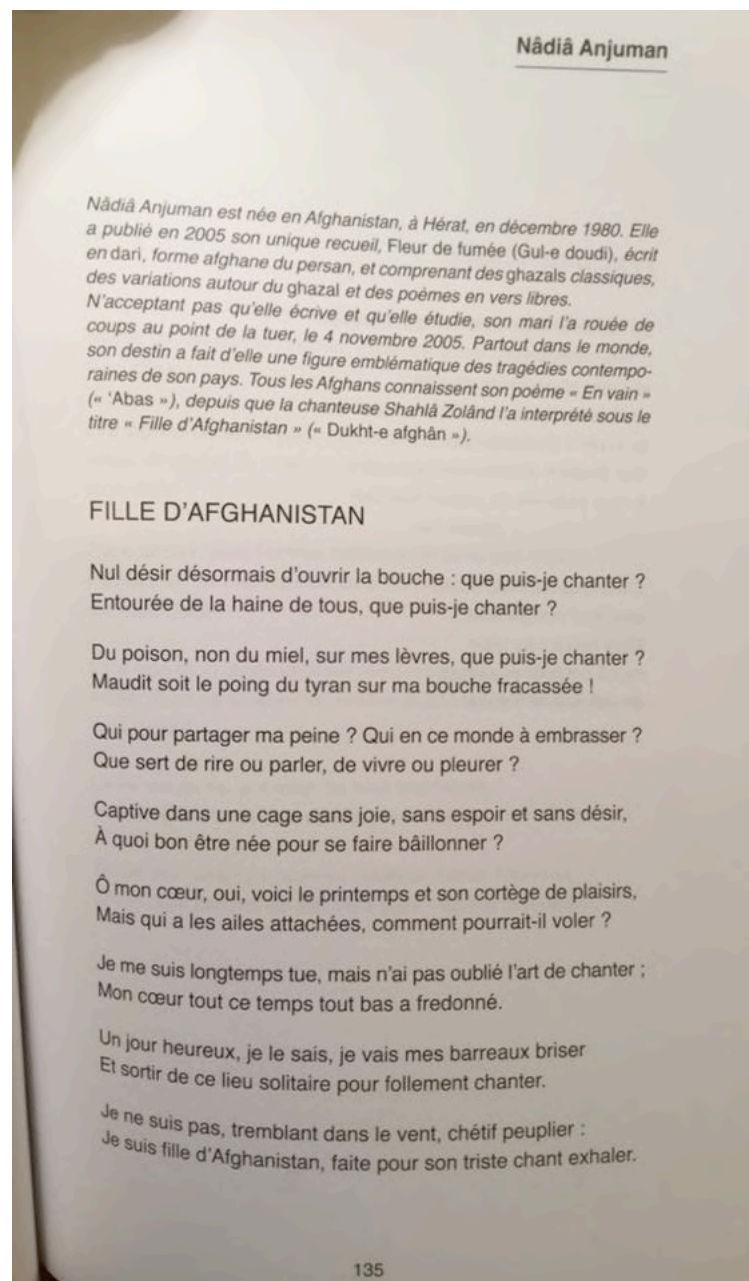 Nâdiâ Anjuman
Nâdiâ Anjuman est née en Afghanistan, à Hérat, en décembre 1980. Elle
a publié en 2005 son unique recueil, Fleur de fumée (Gul-e doudi), écrit
en dari, forme afghane du persan, et comprenant des ghazals classiques,
des variations autour du ghazal et des poèmes en vers libres.
N'acceptant pas qu'elle écrive et qu'elle étudie, son mari l'a rouée de
coups au point de la tuer, le 4 novembre 2005. Partout dans le monde,
son destin a fait d'elle une figure emblématique des tragédies contempo-
raines de son pays. Tous les Afghans connaissent son poème « En vain »
(« 'Abas »), depuis que la chanteuse Shahlâ Zolând l'a interprété sous le
titre « Fille d'Afghanistan » (« Dukht-e afghân »).
FILLE D'AFGHANISTAN
Nul désir désormais d'ouvrir la bouche : que puis-je chanter ?
Entourée de la haine de tous, que puis-je chanter ?
Du poison, non du miel, sur mes lèvres, que puis-je chanter ?
Maudit soit le poing du tyran sur ma bouche fracassée !
Qui pour partager ma peine ? Qui en ce monde à embrasser ?
Que sert de rire ou parler, de vivre ou pleurer ?
Captive dans une cage sans joie, sans espoir et sans désir,
À quoi bon être née pour se faire bâillonner ?
Ô mon cœur, oui, voici le printemps et son cortège de plaisirs,
Mais qui a les ailes attachées, comment pourrait-il voler ?
Je me suis longtemps tue, mais n'ai pas oublié l'art de chanter ;
Mon cœur tout ce temps tout bas a fredonné.
Un jour heureux, je le sais, je vais mes barreaux briser
Et sortir de ce lieu solitaire pour follement chanter.
Je ne suis pas, tremblant dans le vent, chétif peuplier :
Je suis fille d'Afghanistan, faite pour son triste chant exhaler.
135